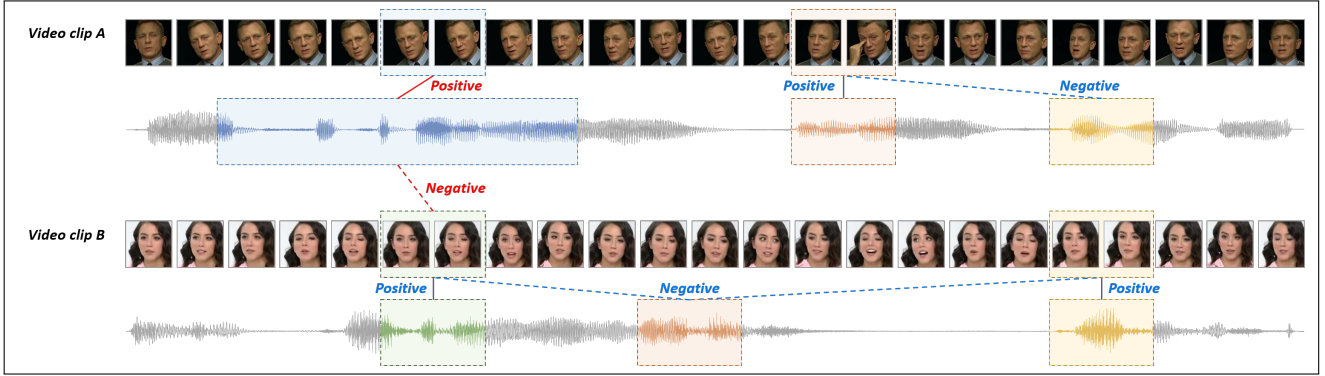 Video clip A
Positive
Positive
Negative
Negative
Video clip B
Positive
Negative
Positive